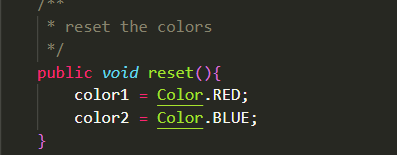 /**
* reset the colors
*/
public void reset(){
color1 = Color.RED;
color2 = Color.BLUE;
}